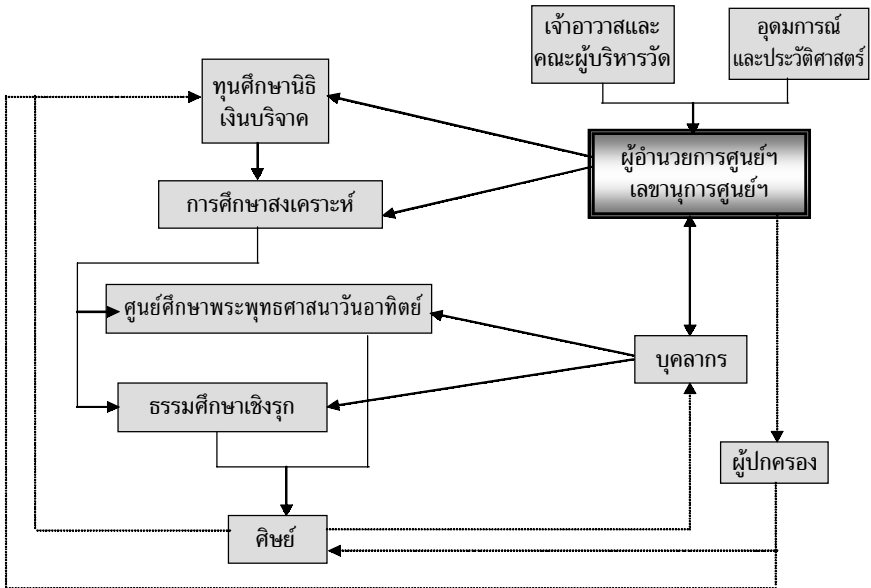 เจ้าอาวาสและ
คณะผู้บริหารวัด
อุดมการณ์
และประวัติศาสตร์
ทุนศึกษานิธิ
เงินบริจาค
ผู้อำนวยการศูนย์ฯ
เลขานุการศูนย์ฯ
การศึกษาสงเคราะห์
ศูนย์ศึกษาพระพุทธศาสนาวันอาทิตย์
บุคลากร
ธรรมศึกษาเชิงรุก
ผู้ปกครอง
ศิษย์